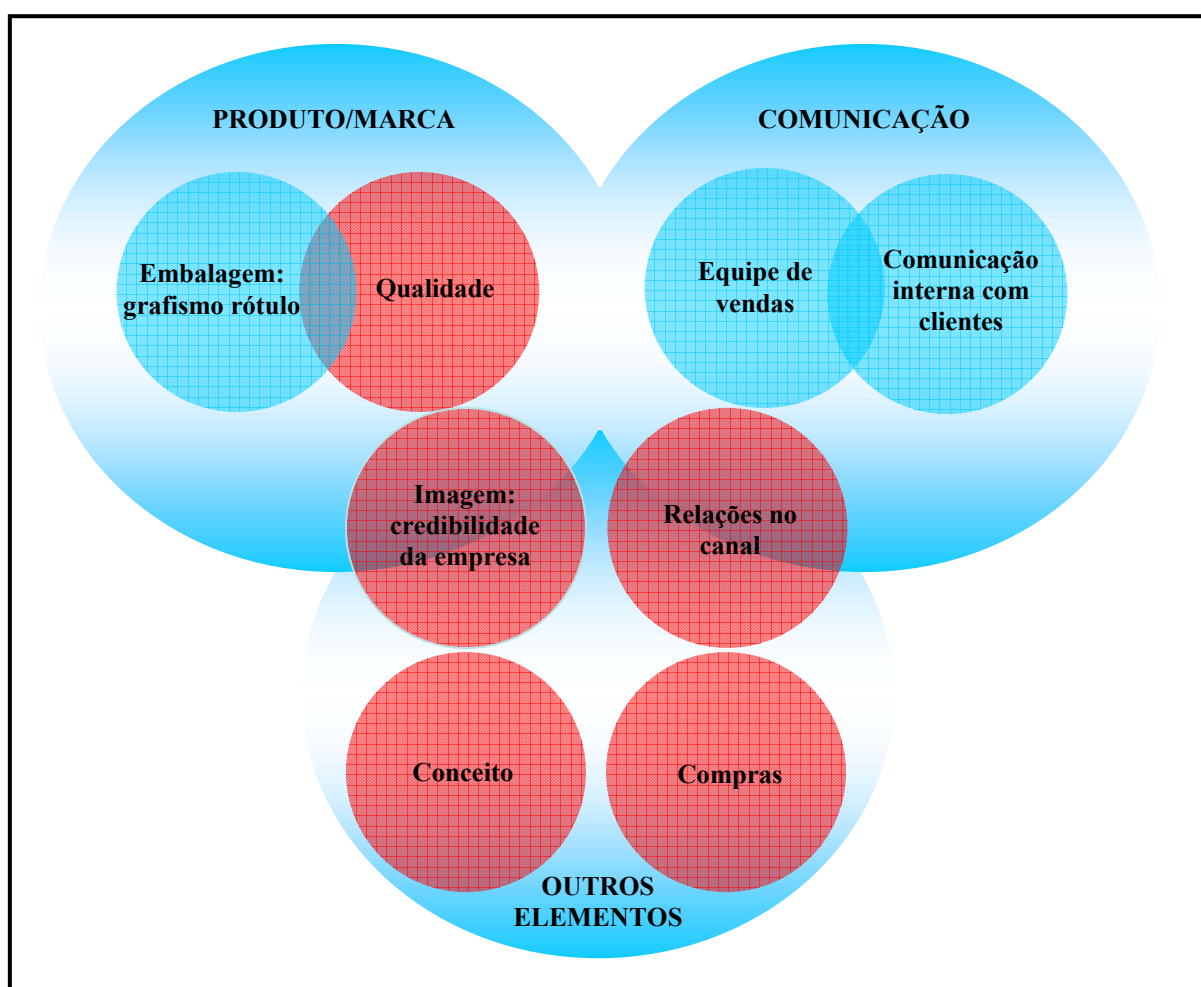 PRODUTO/MARCA
COMUNICAÇÃO
Embalagem:
grafismo rótulo
Qualidade
Equipe de
vendas
Comunicação
interna com
clientes
Imagem:
credibilidade
da empresa
Relações no
canal
Conceito
Compras
OUTROS
ELEMENTOS